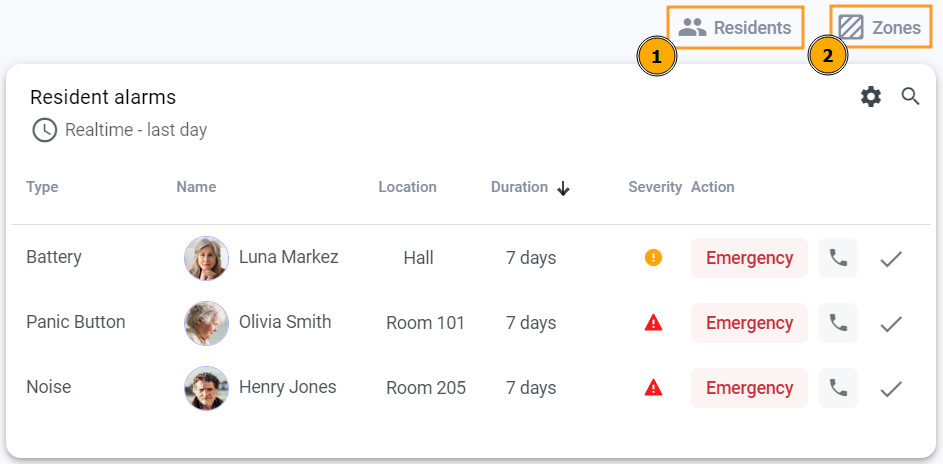 Residents Zones
1 2
Resident alarms
Realtime - last day
Type Name Location Duration Severity Action
Battery Luna Markez Hall 7 days Emergency
Panic Button Olivia Smith Room 101 7 days Emergency
Noise Henry Jones Room 205 7 days Emergency